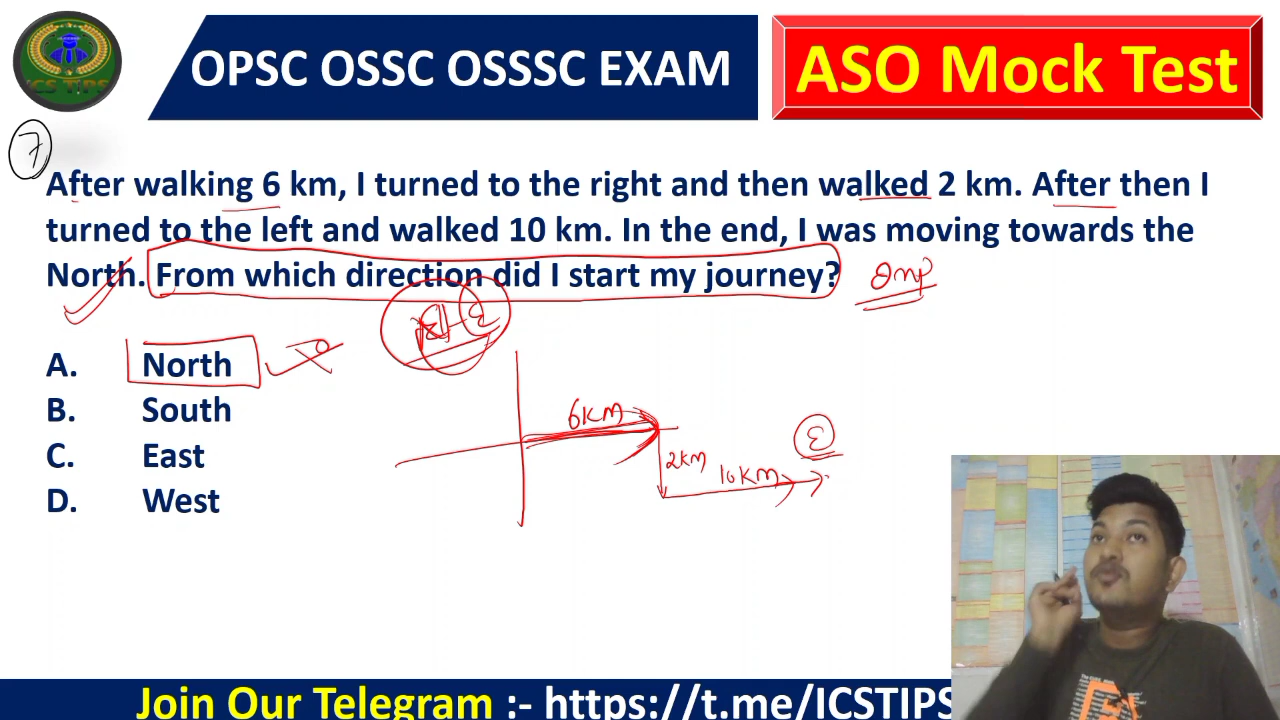 ICS TIPS
OPSC OSSC OSSSC EXAM
ASO Mock Test
7
After walking 6 km, I turned to the right and then walked 2 km. After then I
turned to the left and walked 10 km. In the end, I was moving towards the
North. From which direction did I start my journey?
Imp
A. North
B. South
C. East
D. West
6KM
2KM
10KM
E
Join Our Telegram :- https://t.me/ICSTIPS